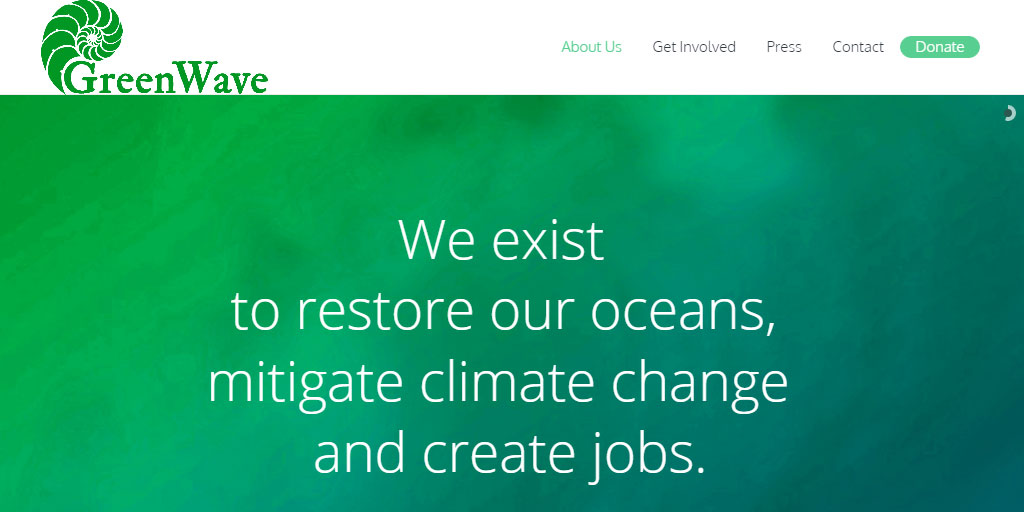 GreenWave
About Us Get Involved Press Contact Donate
We exist
to restore our oceans,
mitigate climate change
and create jobs.